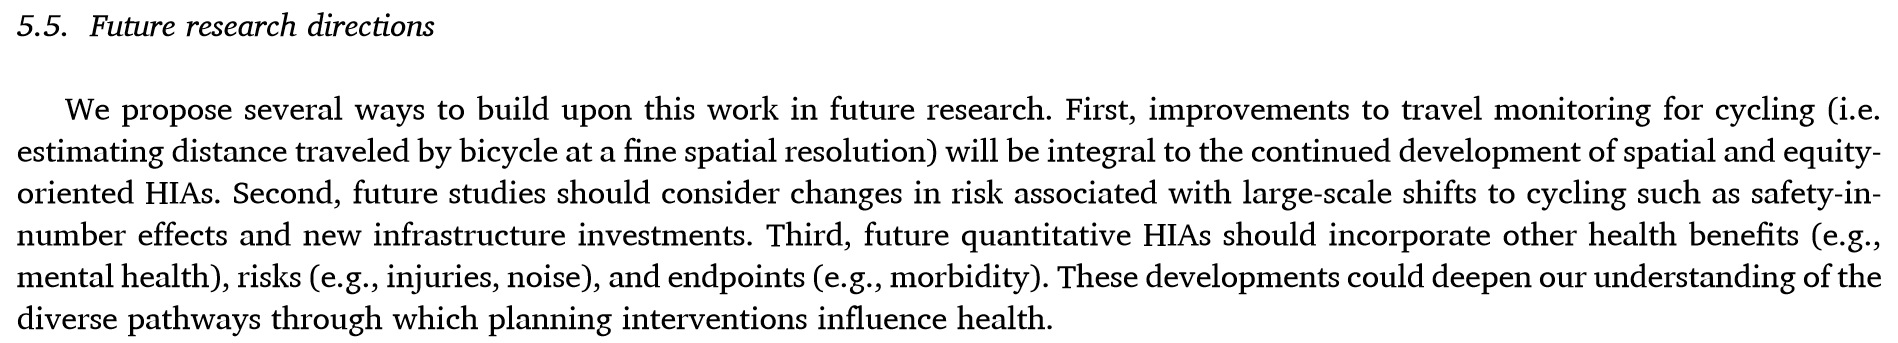 5.5. Future research directions
We propose several ways to build upon this work in future research. First, improvements to travel monitoring for cycling (i.e.
estimating distance traveled by bicycle at a fine spatial resolution) will be integral to the continued development of spatial and equity-
oriented HIAs. Second, future studies should consider changes in risk associated with large-scale shifts to cycling such as safety-in-
number effects and new infrastructure investments. Third, future quantitative HIAs should incorporate other health benefits (e.g.,
mental health), risks (e.g., injuries, noise), and endpoints (e.g., morbidity). These developments could deepen our understanding of the
diverse pathways through which planning interventions influence health.